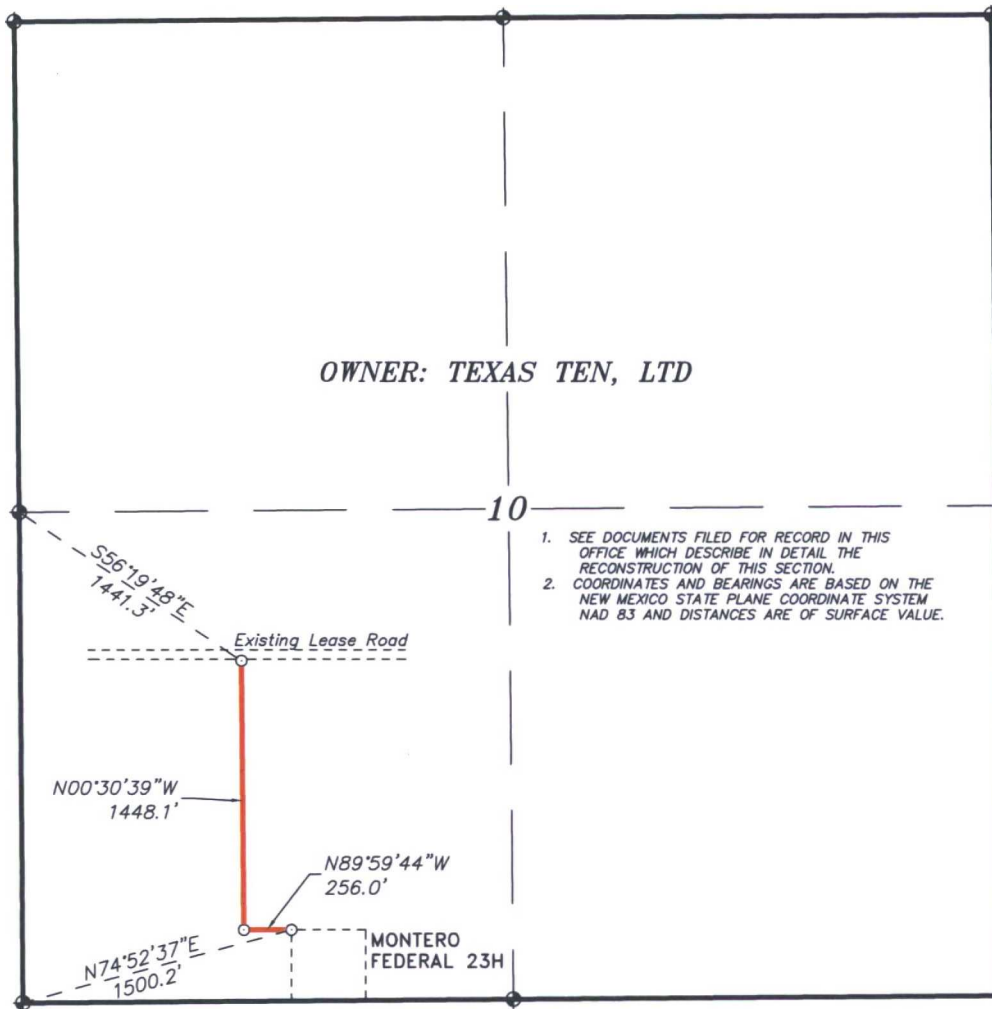 OWNER: TEXAS TEN, LTD
10
1. SEE DOCUMENTS FILED FOR RECORD IN THIS
OFFICE WHICH DESCRIBE IN DETAIL THE
RECONSTRUCTION OF THIS SECTION.
2. COORDINATES AND BEARINGS ARE BASED ON THE
NEW MEXICO STATE PLANE COORDINATE SYSTEM
NAD 83 AND DISTANCES ARE OF SURFACE VALUE.
S56°19'48"E
1441.3'
Existing Lease Road
N00°30'39"W
1448.1'
N89°59'44"W
256.0'
N74°52'37"E
1500.2'
MONTERO
FEDERAL 23H